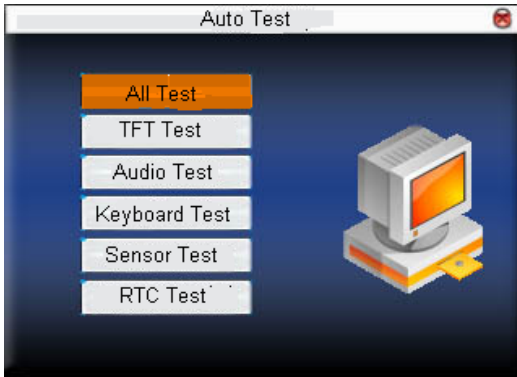 Auto Test
All Test
TFT Test
Audio Test
Keyboard Test
Sensor Test
RTC Test